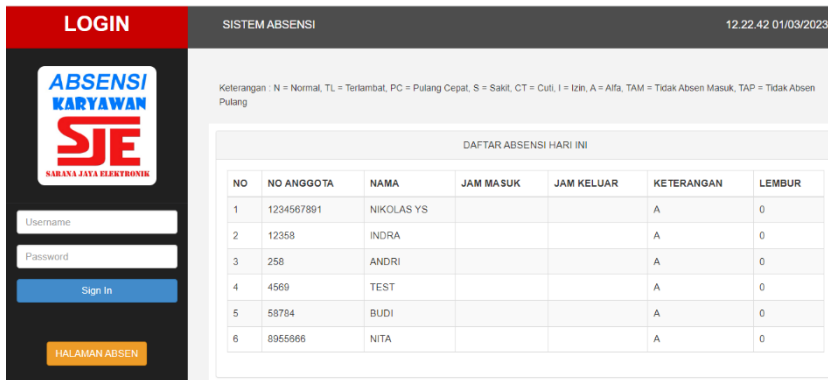 LOGIN
SISTEM ABSENSI
12.22.42 01/03/2023
ABSENSI
KARYAWAN
SJE
SARANA JAYA ELEKTRONIK
Username
Password
Sign In
HALAMAN ABSEN
Keterangan : N = Normal, TL = Terlambat, PC = Pulang Cepat, S = Sakit, CT = Cuti, I = Izin, A = Alfa, TAM = Tidak Absen Masuk, TAP = Tidak Absen
Pulang
DAFTAR ABSENSI HARI INI
NO NO ANGGOTA NAMA JAM MASUK JAM KELUAR KETERANGAN LEMBUR
1 1234567891 NIKOLAS YS A 0
2 12358 INDRA A 0
3 258 ANDRI A 0
4 4569 TEST A 0
5 58784 BUDI A 0
6 8955666 NITA A 0